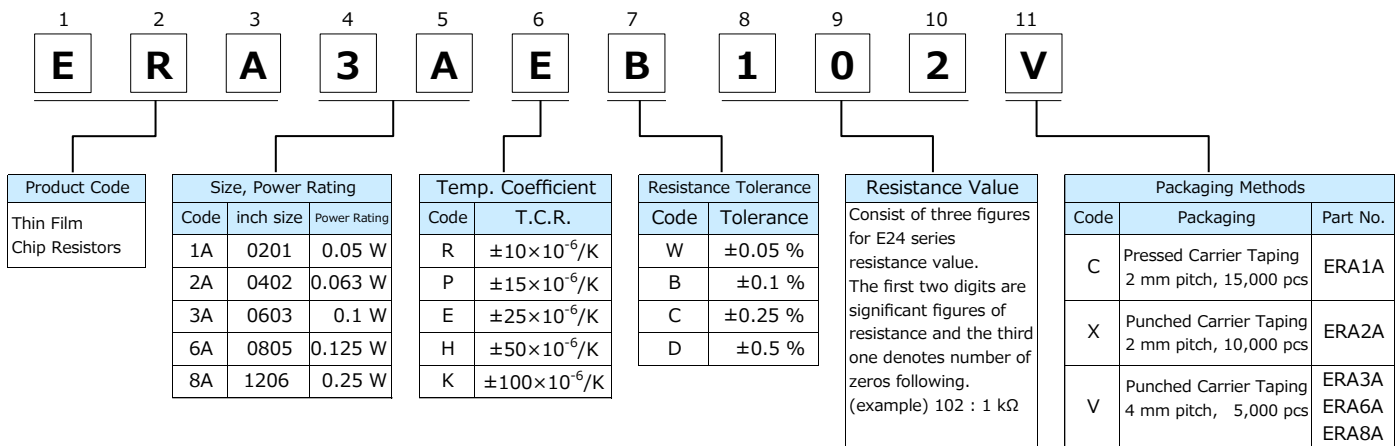 1 2 3 4 5 6 7 8 9 10 11
E R A 3 A E B 1 0 2 V
Product Code
Thin Film
Chip Resistors
Size, Power Rating
Code inch size Power Rating
1A 0201 0.05 W
2A 0402 0.063 W
3A 0603 0.1 W
6A 0805 0.125 W
8A 1206 0.25 W
Temp. Coefficient
Code T.C.R.
R ±10×10⁻⁶/K
P ±15×10⁻⁶/K
E ±25×10⁻⁶/K
H ±50×10⁻⁶/K
K ±100×10⁻⁶/K
Resistance Tolerance
Code Tolerance
W ±0.05 %
B ±0.1 %
C ±0.25 %
D ±0.5 %
Resistance Value
Consist of three figures
for E24 series
resistance value.
The first two digits are
significant figures of
resistance and the third
one denotes number of
zeros following.
(example) 102 : 1 kΩ
Packaging Methods
Code Packaging Part No.
C Pressed Carrier Taping
2 mm pitch, 15,000 pcs ERA1A
X Punched Carrier Taping
2 mm pitch, 10,000 pcs ERA2A
V Punched Carrier Taping
4 mm pitch, 5,000 pcs
ERA3A
ERA6A
ERA8A